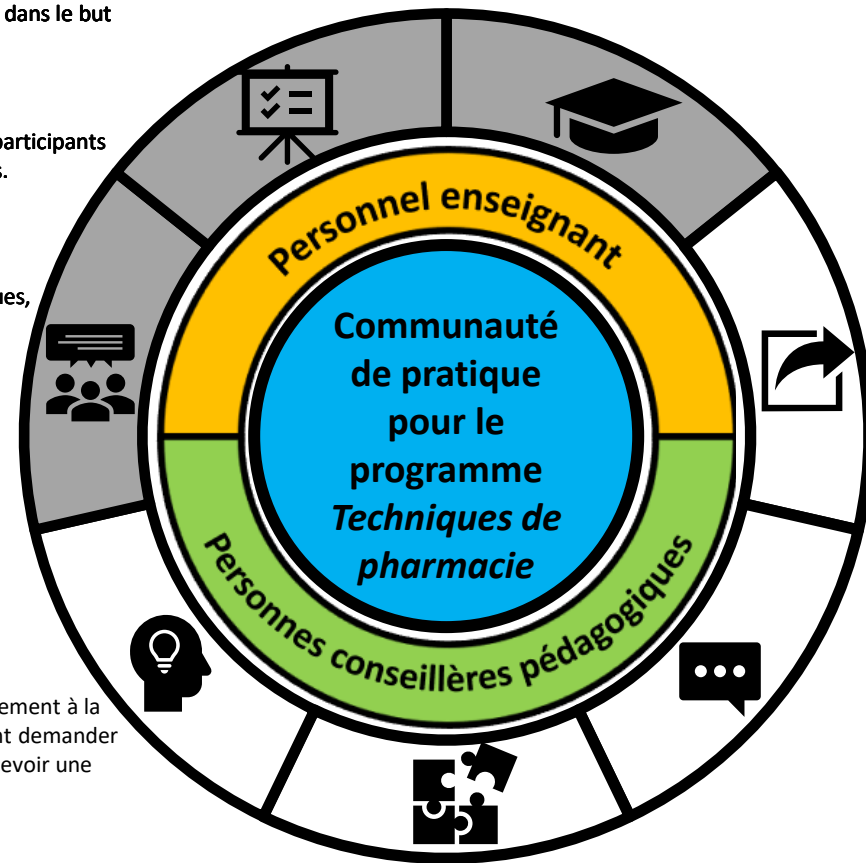 dans le but
participants
s.
ues,
Personnel enseignant
Communauté
de pratique
pour le
programme
Techniques de
pharmacie
Personnes conseillères pédagogiques
ement à la
nt demander
evoir une